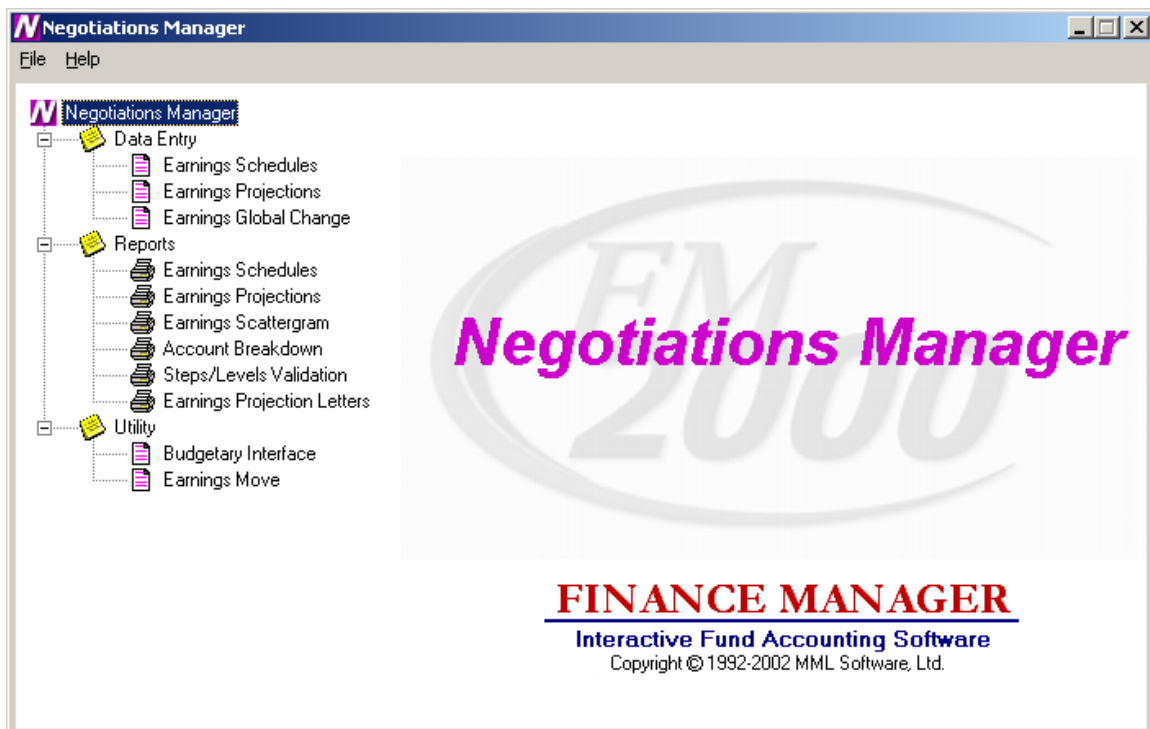 Negotiations Manager
File Help
Negotiations Manager
Data Entry
Earnings Schedules
Earnings Projections
Earnings Global Change
Reports
Earnings Schedules
Earnings Projections
Earnings Scattergram
Account Breakdown
Steps/Levels Validation
Earnings Projection Letters
Utility
Budgetary Interface
Earnings Move
FM
2000
Negotiations Manager
FINANCE MANAGER
Interactive Fund Accounting Software
Copyright © 1992-2002 MML Software, Ltd.